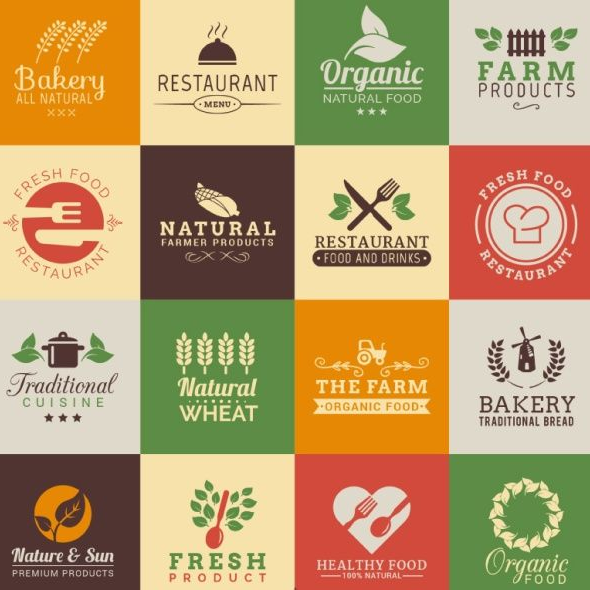 Bakery
ALL NATURAL
XXX
RESTAURANT
MENU
Organic
NATURAL FOOD
FARM
PRODUCTS
FRESH FOOD
RESTAURANT
NATURAL
FARMER PRODUCTS
RESTAURANT
• FOOD AND DRINKS •
FRESH FOOD
RESTAURANT
Traditional
CUISINE
Natural
WHEAT
THE FARM
• ORGANIC FOOD •
BAKERY
TRADITIONAL BREAD
Nature & Sun
PREMIUM PRODUCTS
FRESH
PRODUCT
HEALTHY FOOD
100% NATURAL
Organic
FOOD